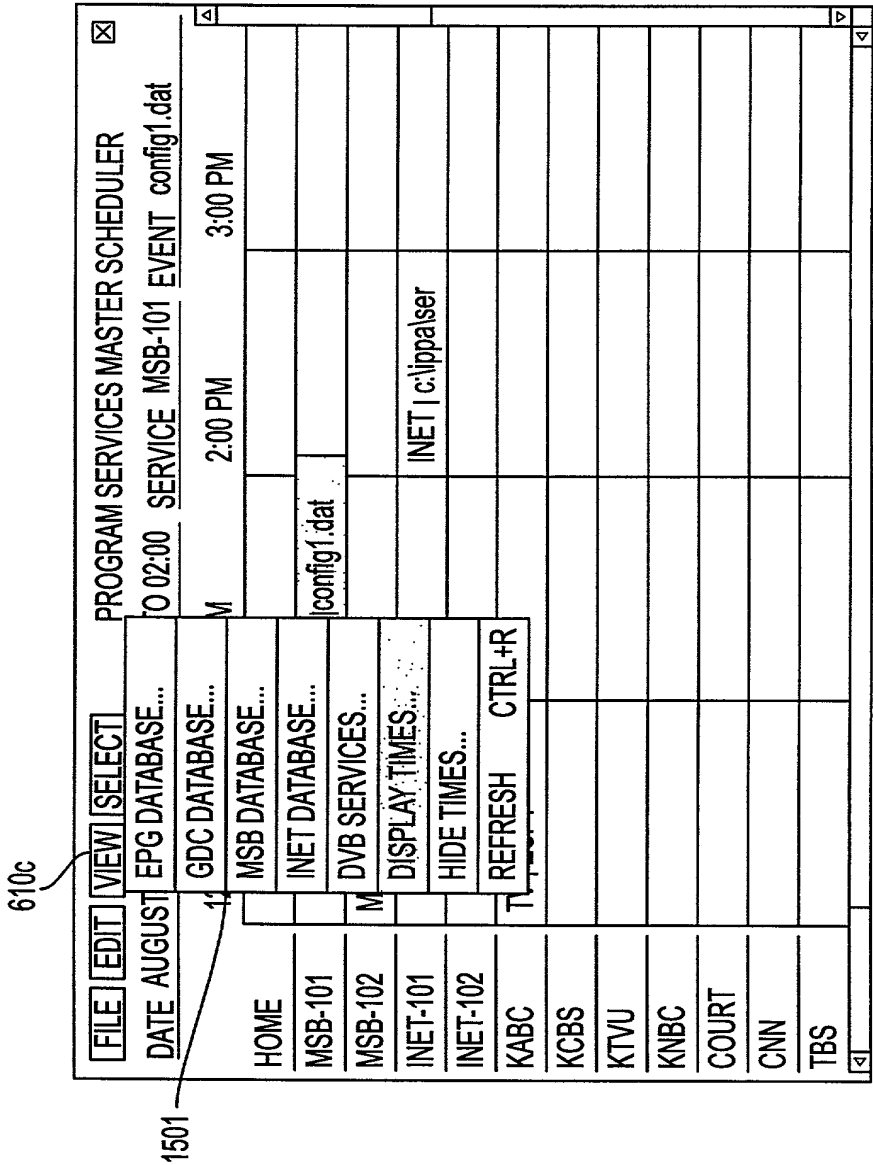 610c
1501
PROGRAM SERVICES MASTER SCHEDULER
FILE EDIT VIEW SELECT
DATE AUGUST TO 02:00 SERVICE MSB-101 EVENT config1.dat
2:00 PM 3:00 PM
EPG DATABASE...
GDC DATABASE...
MSB DATABASE...
INET DATABASE...
DVB SERVICES...
DISPLAY TIMES...
HIDE TIMES...
REFRESH CTRL+R
HOME
MSB-101 |config1.dat
MSB-102
INET-101 INET | c:\ippa\ser
INET-102
KABC
KCBS
KTVU
KNBC
COURT
CNN
TBS